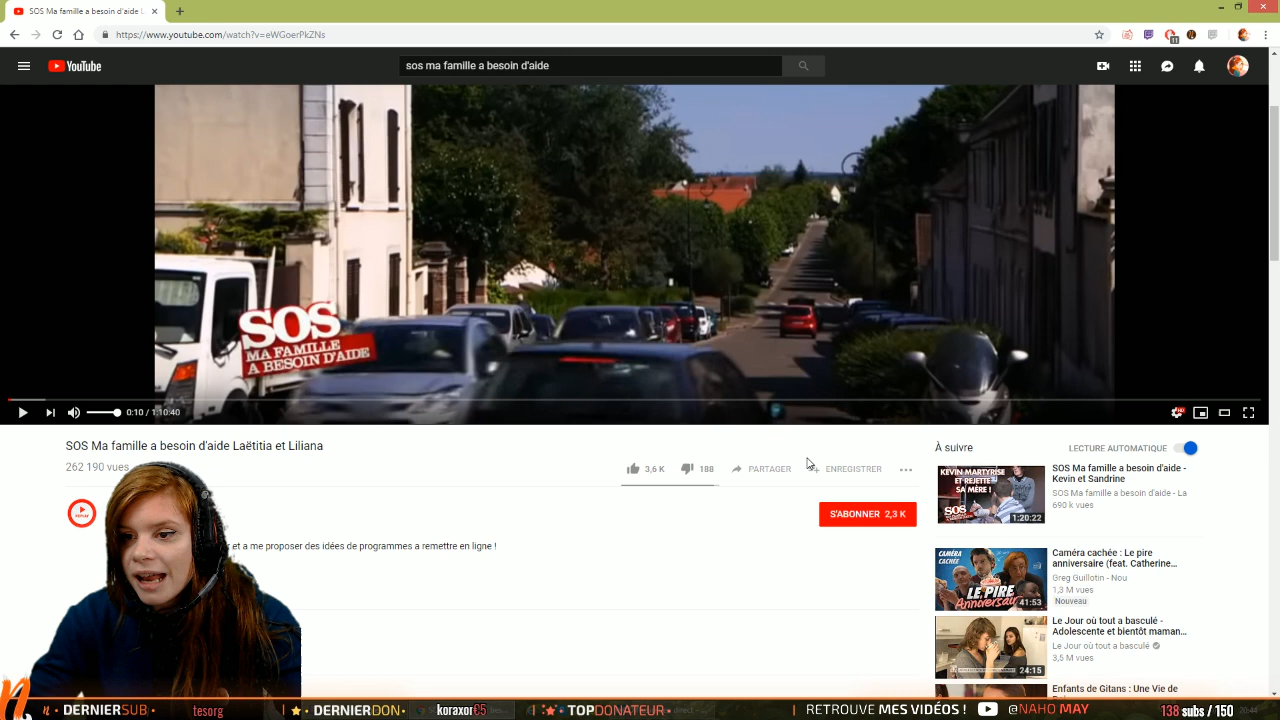 SOS Ma famille a besoin d'aide L
https://www.youtube.com/watch?v=eWGoerPkZNs
11
YouTube
sos ma famille a besoin d'aide
SOS
MA FAMILLE
A BESOIN D'AIDE
0:10 / 1:10:40
HD
SOS Ma famille a besoin d'aide Laëtitia et Liliana
262 190 vues
3,6 K
188
PARTAGER
ENREGISTRER
REPLAY
S'ABONNER 2,3 K
et a me proposer des idées de programmes a remettre en ligne !
À suivre
LECTURE AUTOMATIQUE
KEVIN MARTYRISE
ET REJETTE
SA MÈRE !
SOS
1:20:22
SOS Ma famille a besoin d'aide -
Kevin et Sandrine
SOS Ma famille a besoin d'aide - La
690 k vues
CAMÉRA
CACHÉE
LE PIRE
Anniversaire
41:53
Caméra cachée : Le pire
anniversaire (feat. Catherine...
Greg Guillotin - Nou
1,3 M vues
Nouveau
24:15
Le Jour où tout a basculé -
Adolescente et bientôt maman...
Le Jour où tout a basculé
3,5 M vues
Enfants de Gitans : Une Vie de
DERNIERSUB
tesorg
DERNIERDON
koraxor€5
TOPDONATEUR
RETROUVE MES VIDÉOS !
@NAHO MAY
138 subs / 150
20:44